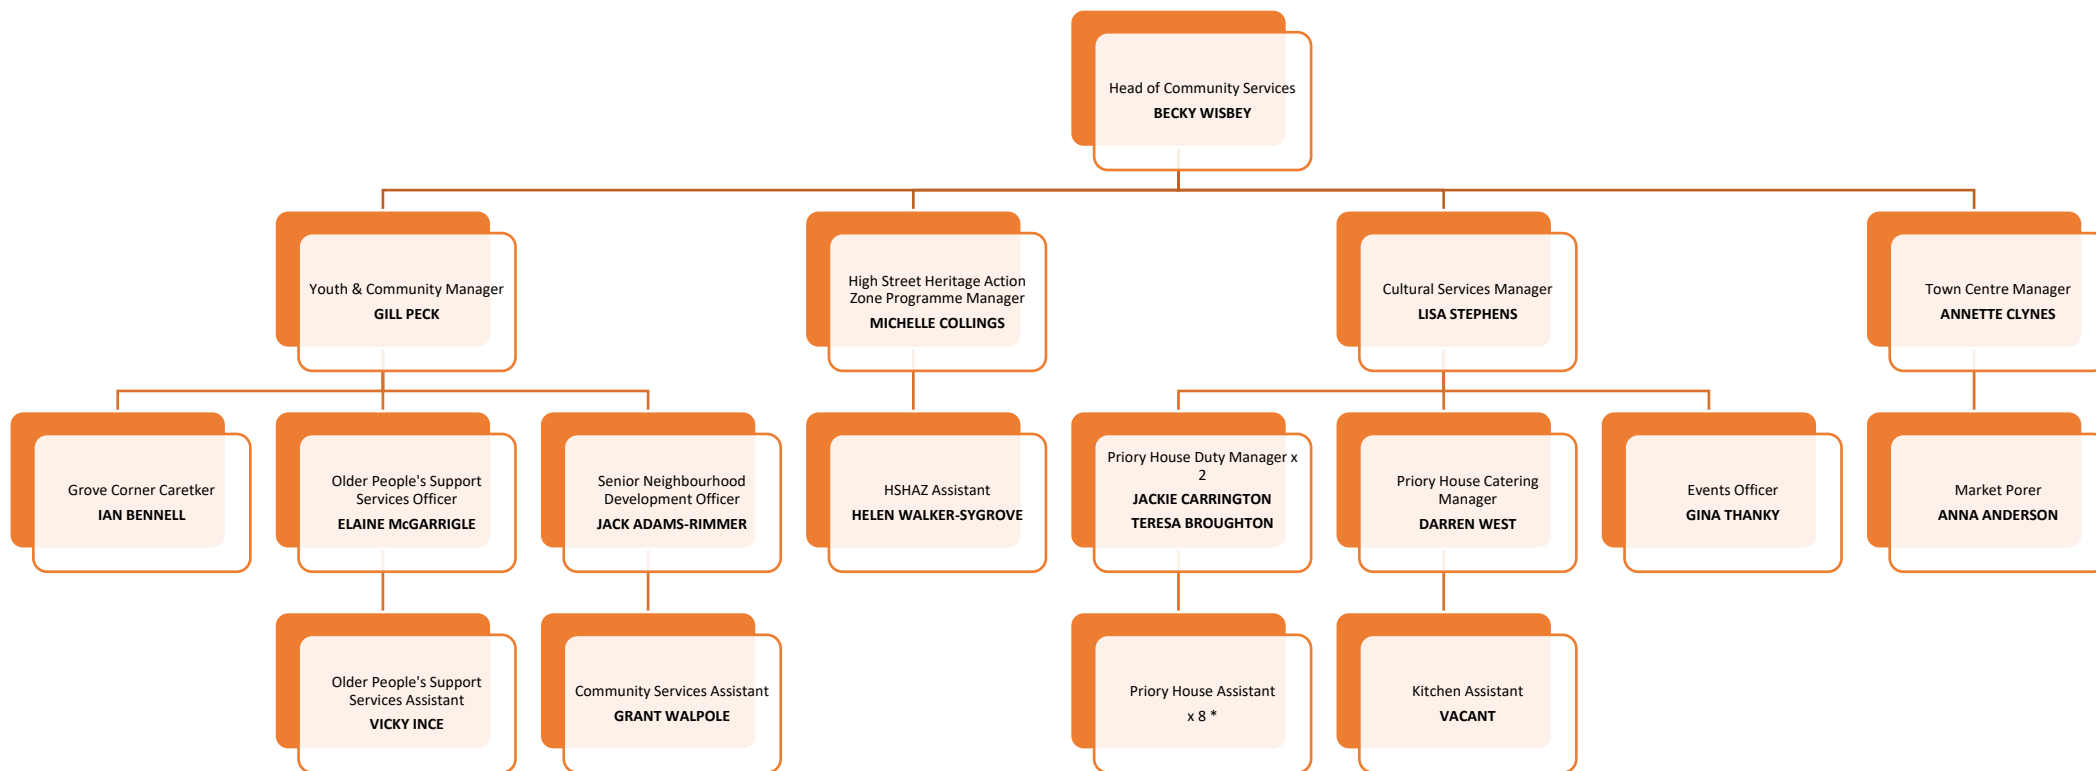 Head of Community Services
BECKY WISBEY
Youth & Community Manager
GILL PECK
High Street Heritage Action
Zone Programme Manager
MICHELLE COLLINGS
Cultural Services Manager
LISA STEPHENS
Town Centre Manager
ANNETTE CLYNES
Grove Corner Caretker
IAN BENNELL
Older People's Support
Services Officer
ELAINE McGARRIGLE
Senior Neighbourhood
Development Officer
JACK ADAMS-RIMMER
HSHAZ Assistant
HELEN WALKER-SYGROVE
Priory House Duty Manager x
2
JACKIE CARRINGTON
TERESA BROUGHTON
Priory House Catering
Manager
DARREN WEST
Events Officer
GINA THANKY
Market Porer
ANNA ANDERSON
Older People's Support
Services Assistant
VICKY INCE
Community Services Assistant
GRANT WALPOLE
Priory House Assistant
x 8 *
Kitchen Assistant
VACANT